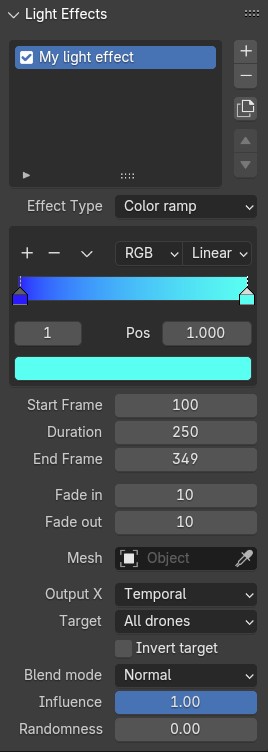 Light Effects
My light effect
Effect Type Color ramp
RGB Linear
1 Pos 1.000
Start Frame 100
Duration 250
End Frame 349
Fade in 10
Fade out 10
Mesh Object
Output X Temporal
Target All drones
Invert target
Blend mode Normal
Influence 1.00
Randomness 0.00